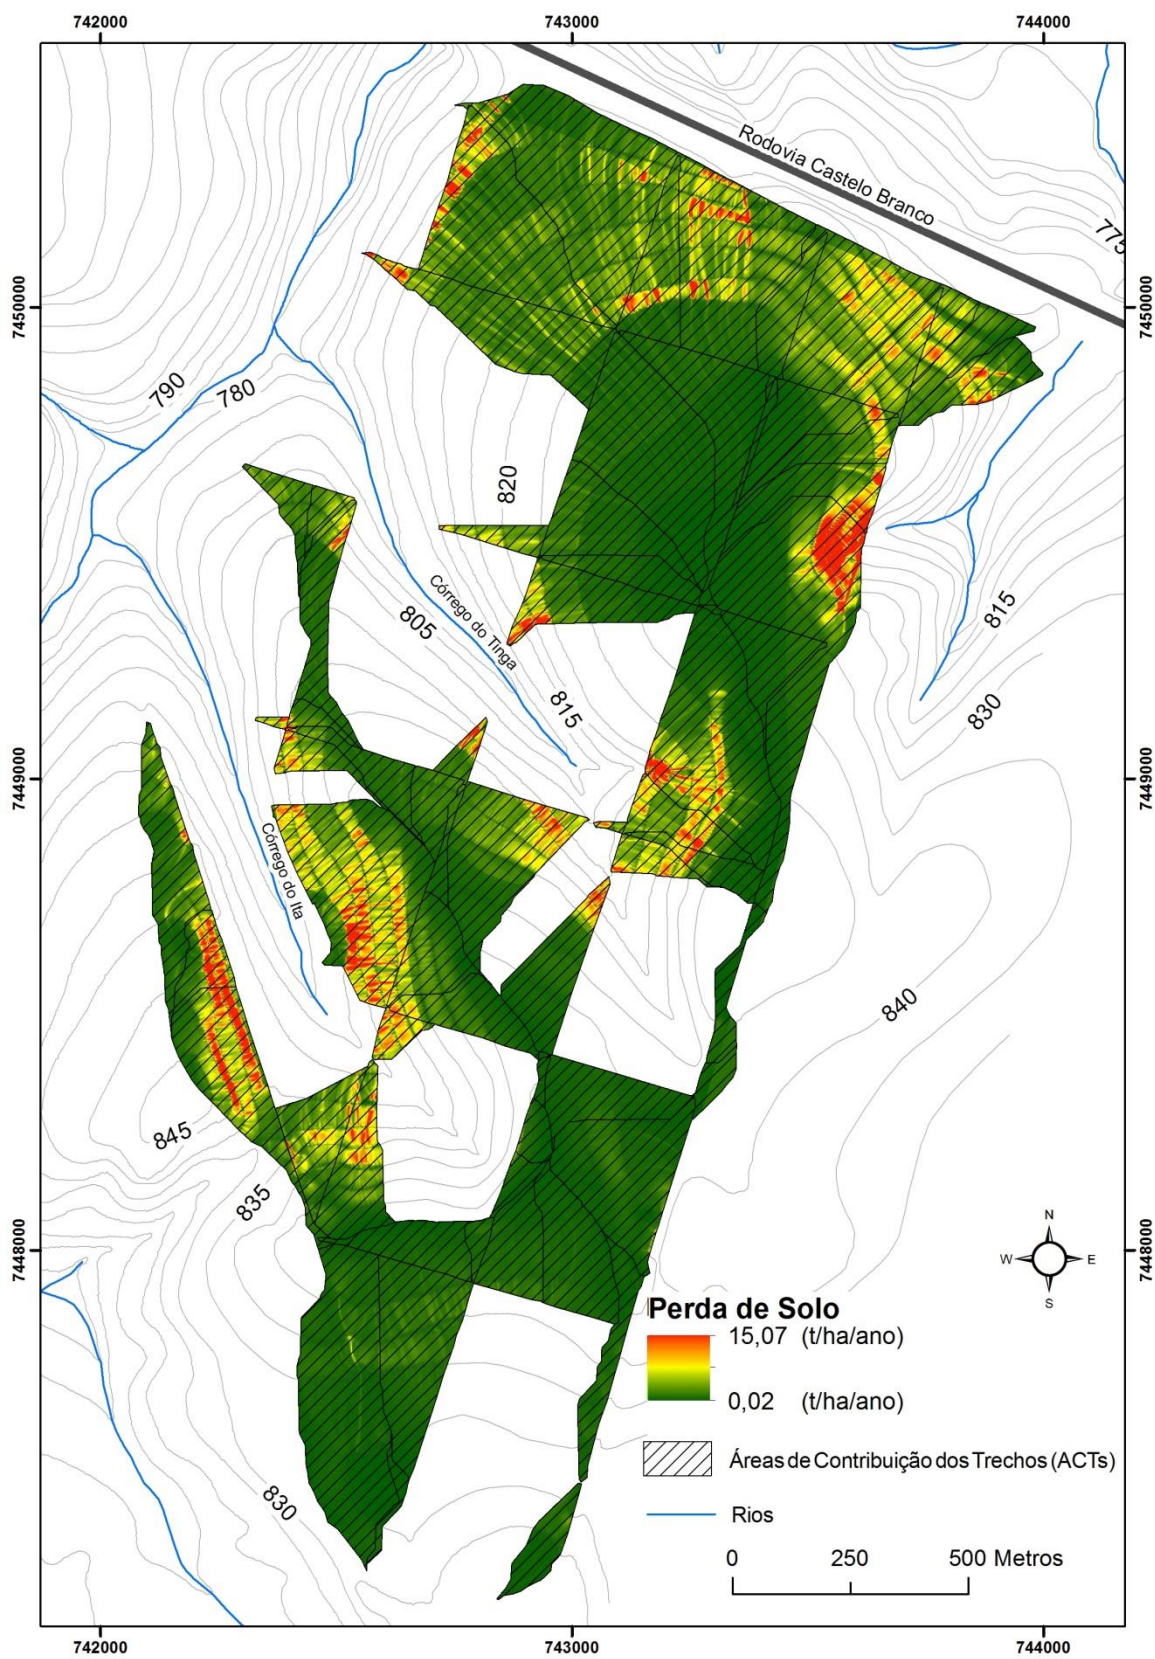 742000
743000
744000
Rodovia Castelo Branco
775
7450000
7450000
790
780
820
Córrego do Tinga
805
815
815
830
7449000
7449000
Córrego do Ita
840
845
835
N
W
E
S
7448000
7448000
Perda de Solo
15,07 (t/ha/ano)
0,02 (t/ha/ano)
Áreas de Contribuição dos Trechos (ACTs)
830
Rios
0 250 500 Metros
742000
743000
744000